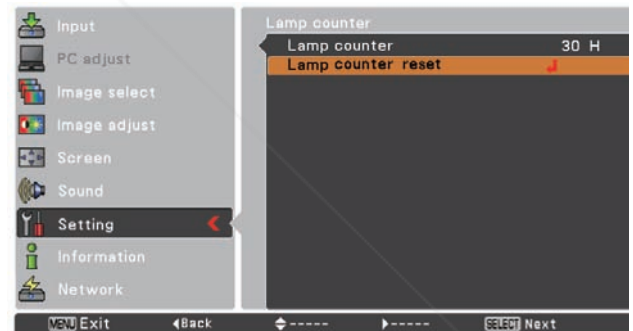 Input
PC adjust
Image select
Image adjust
Screen
Sound
Setting
Information
Network
Lamp counter
Lamp counter 30 H
Lamp counter reset
MENU Exit ◀Back ◆----- ▶----- SELECT Next